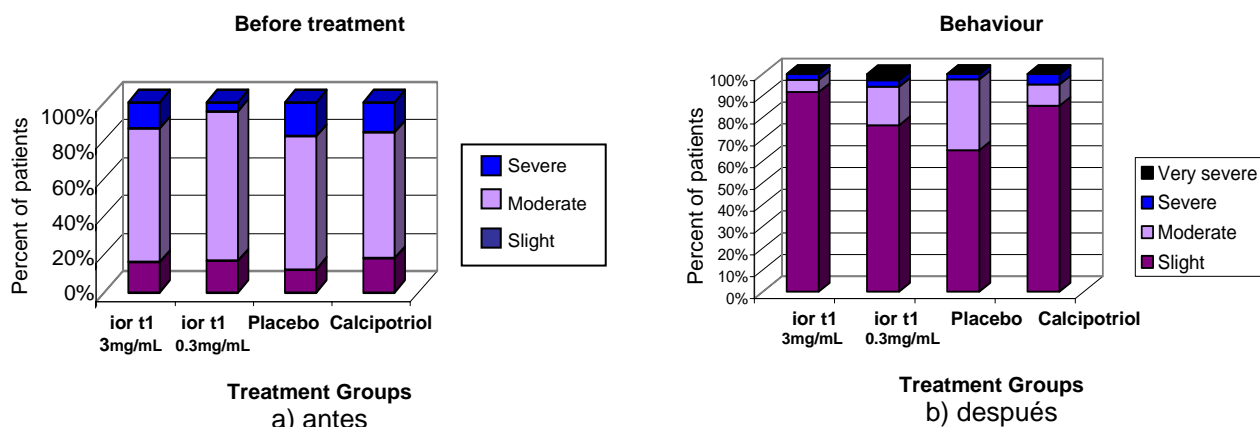 Before treatment
Percent of patients
100%
80%
60%
40%
20%
0%
ior t1
3mg/mL
ior t1
0.3mg/mL
Placebo
Calcipotriol
Treatment Groups
a) antes
Severe
Moderate
Slight
Behaviour
Percent of patients
100%
90%
80%
70%
60%
50%
40%
30%
20%
10%
0%
ior t1
3mg/mL
ior t1
0.3mg/mL
Placebo
Calcipotriol
Treatment Groups
b) después
Very severe
Severe
Moderate
Slight